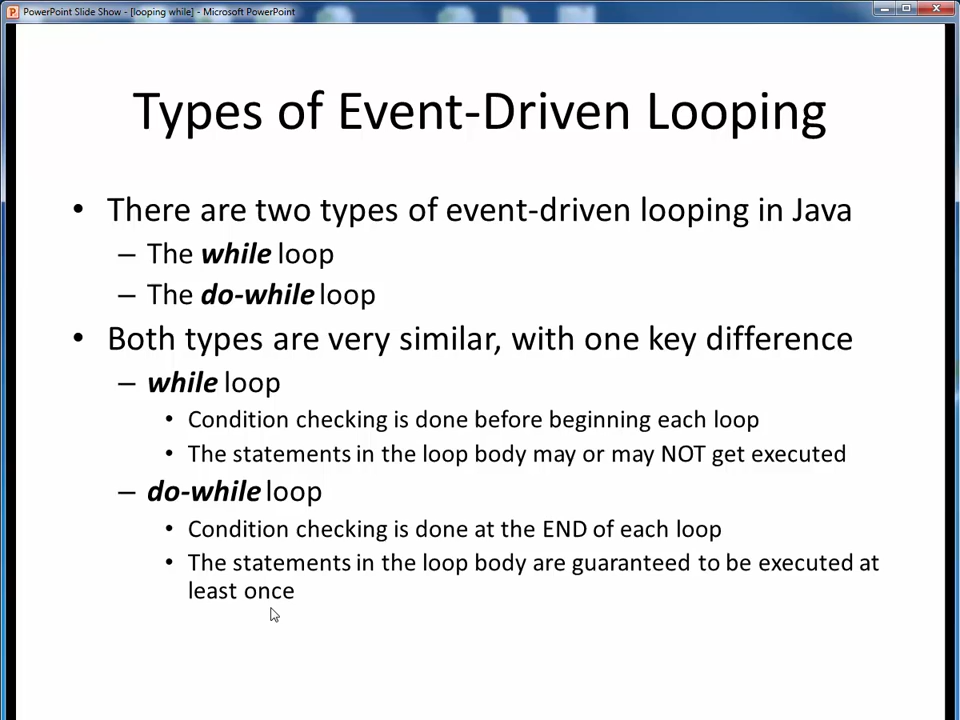 PowerPoint Slide Show - [looping while] - Microsoft PowerPoint
Types of Event-Driven Looping
• There are two types of event-driven looping in Java
– The while loop
– The do-while loop
• Both types are very similar, with one key difference
– while loop
• Condition checking is done before beginning each loop
• The statements in the loop body may or may NOT get executed
– do-while loop
• Condition checking is done at the END of each loop
• The statements in the loop body are guaranteed to be executed at
least once